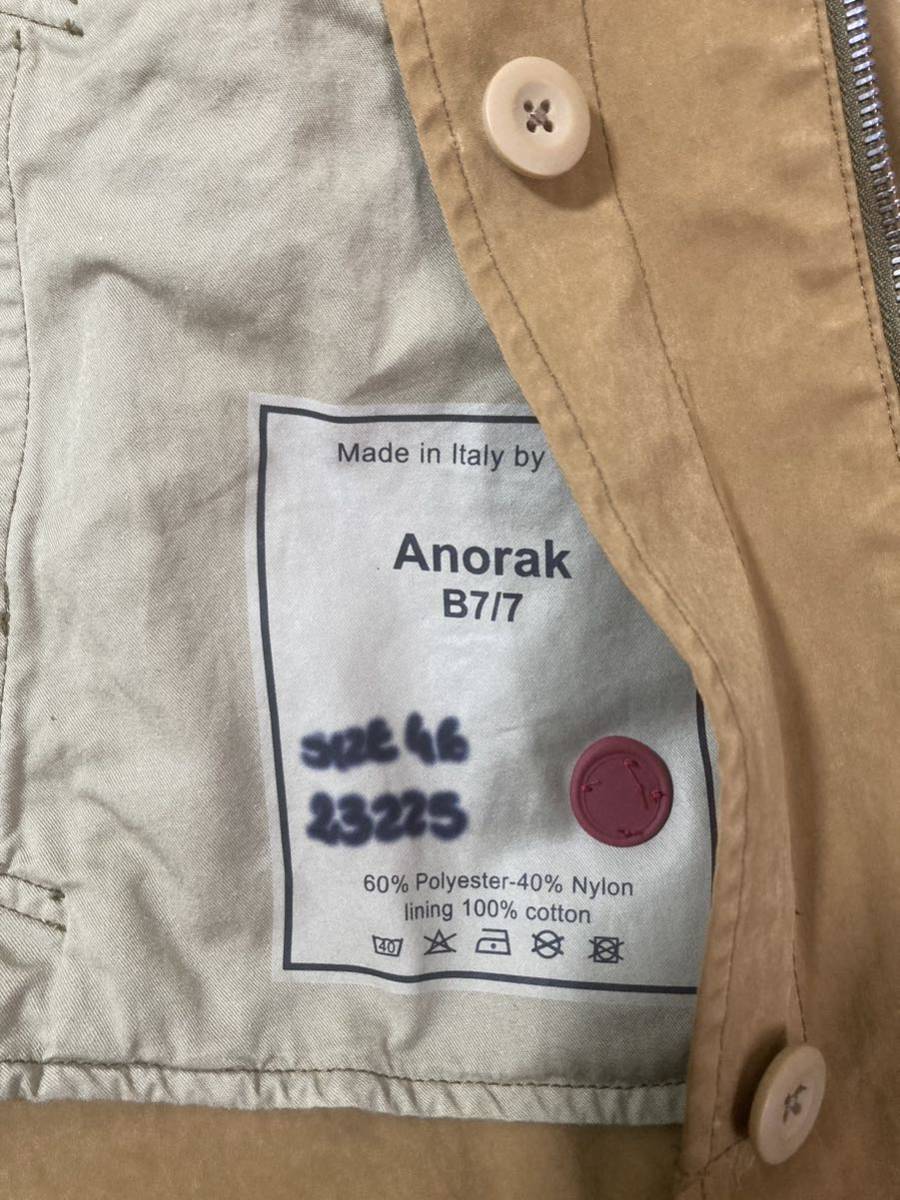 Made in Italy by
Anorak
B7/7
SIZE 46
23225
60% Polyester-40% Nylon
lining 100% cotton
40